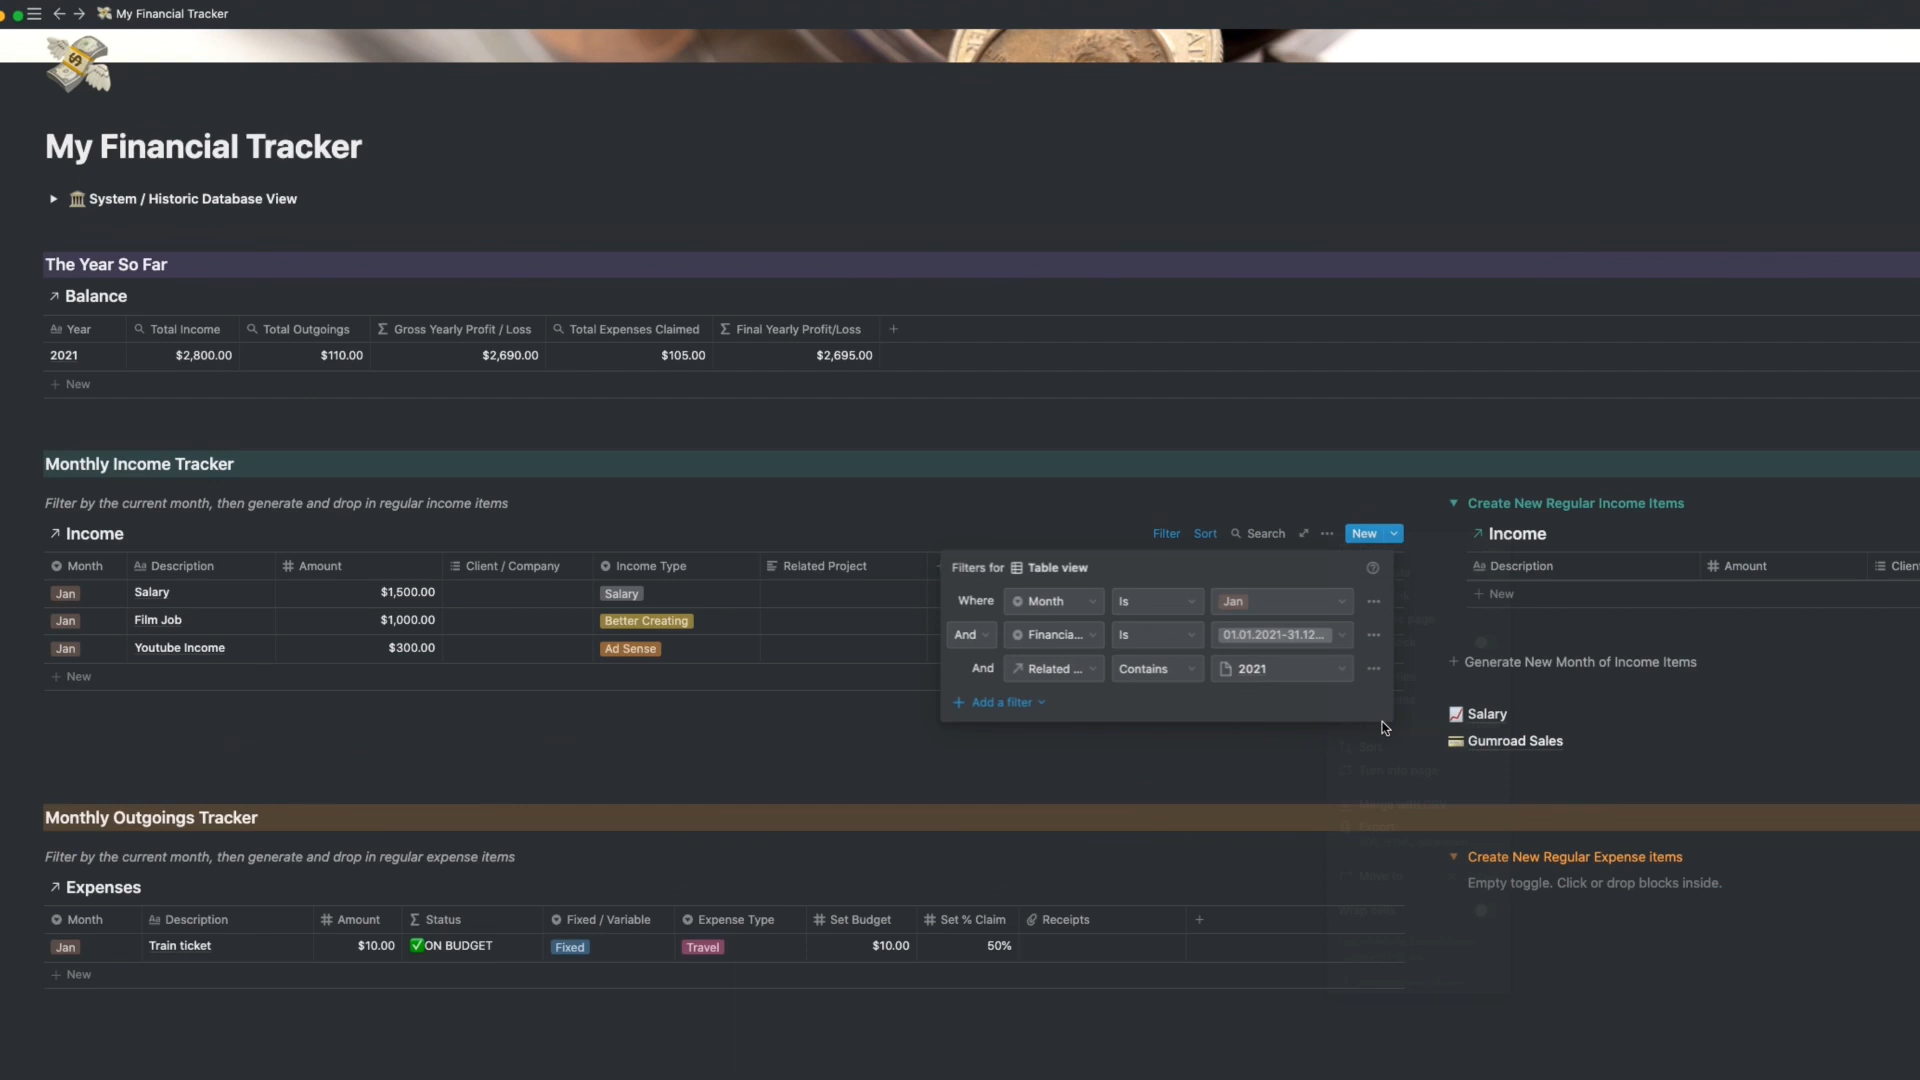 My Financial Tracker
My Financial Tracker
System / Historic Database View
The Year So Far
Balance
Year Total Income Total Outgoings Gross Yearly Profit / Loss Total Expenses Claimed Final Yearly Profit/Loss
2021 $2,800.00 $110.00 $2,690.00 $105.00 $2,695.00
+ New
Monthly Income Tracker
Filter by the current month, then generate and drop in regular income items
Income
Filter Sort Search New
Month Description Amount Client / Company Income Type Related Project
Jan Salary $1,500.00 Salary
Jan Film Job $1,000.00 Better Creating
Jan Youtube Income $300.00 Ad Sense
+ New
Filters for Table view
Where Month Is Jan
And Financia... Is 01.01.2021-31.12...
And Related ... Contains 2021
+ Add a filter
Create New Regular Income Items
Income
Description Amount Client
+ New
+ Generate New Month of Income Items
Salary
Gumroad Sales
Monthly Outgoings Tracker
Filter by the current month, then generate and drop in regular expense items
Expenses
Month Description Amount Status Fixed / Variable Expense Type Set Budget Set % Claim Receipts +
Jan Train ticket $10.00 ✅ON BUDGET Fixed Travel $10.00 50%
+ New
Create New Regular Expense items
Empty toggle. Click or drop blocks inside.